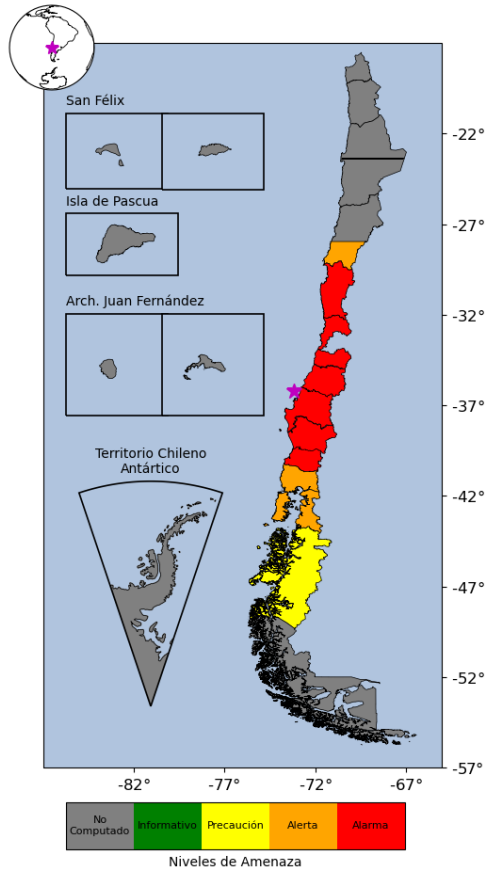 San Félix
Isla de Pascua
Arch. Juan Fernández
Territorio Chileno
Antártico
-22°
-27°
-32°
-37°
-42°
-47°
-52°
-57°
-82°
-77°
-72°
-67°
No
Computado
Informativo
Precaución
Alerta
Alarma
Niveles de Amenaza